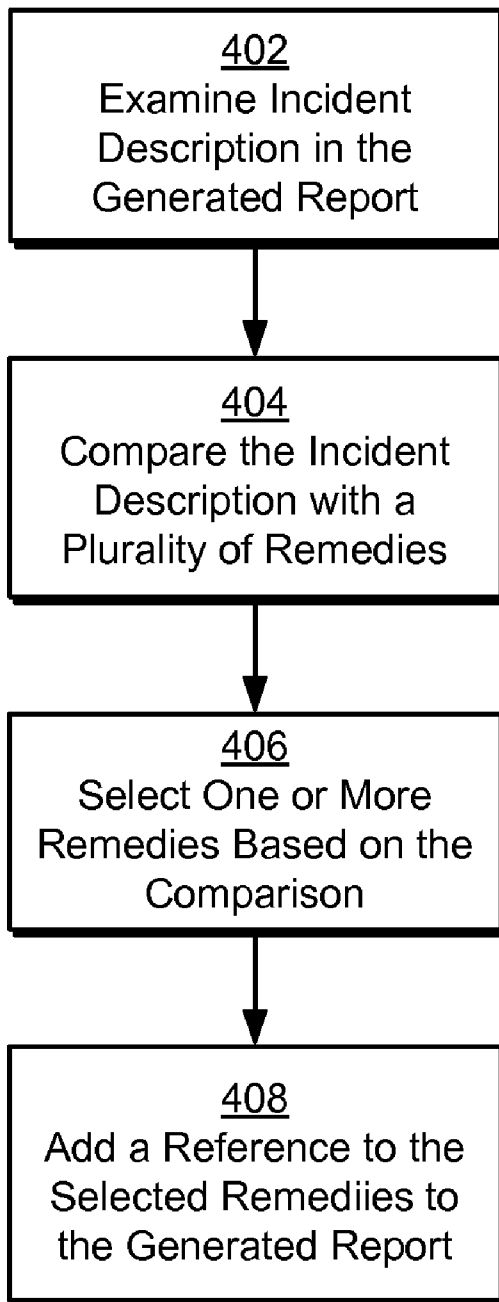 402
Examine Incident
Description in the
Generated Report
404
Compare the Incident
Description with a
Plurality of Remedies
406
Select One or More
Remedies Based on the
Comparison
408
Add a Reference to the
Selected Remediies to
the Generated Report